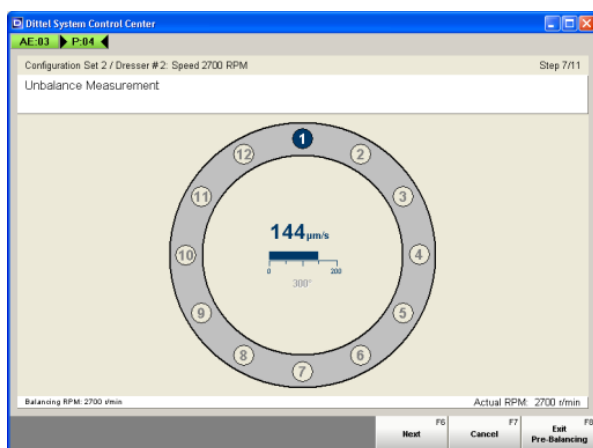 Dittel System Control Center
AE:03 P:04
Configuration Set 2 / Dresser #2: Speed 2700 RPM Step 7/11
Unbalance Measurement
1
2
3
4
5
6
7
8
9
10
11
12
144 µm/s
0 200
300°
Balancing RPM: 2700 r/min Actual RPM: 2700 r/min
F6 F7 F8
Next Cancel Exit
Pre-Balancing